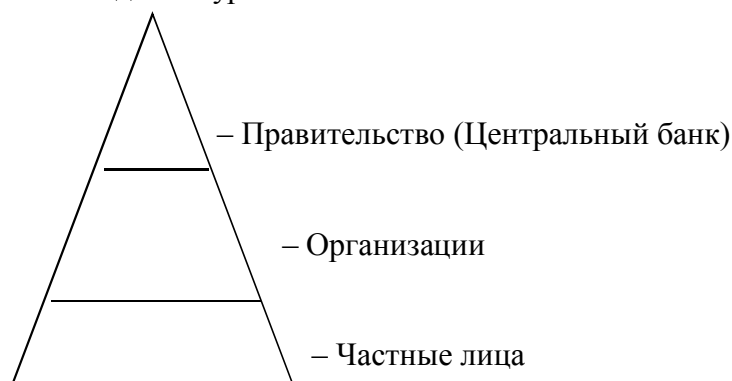 – Правительство (Центральный банк)
– Организации
– Частные лица